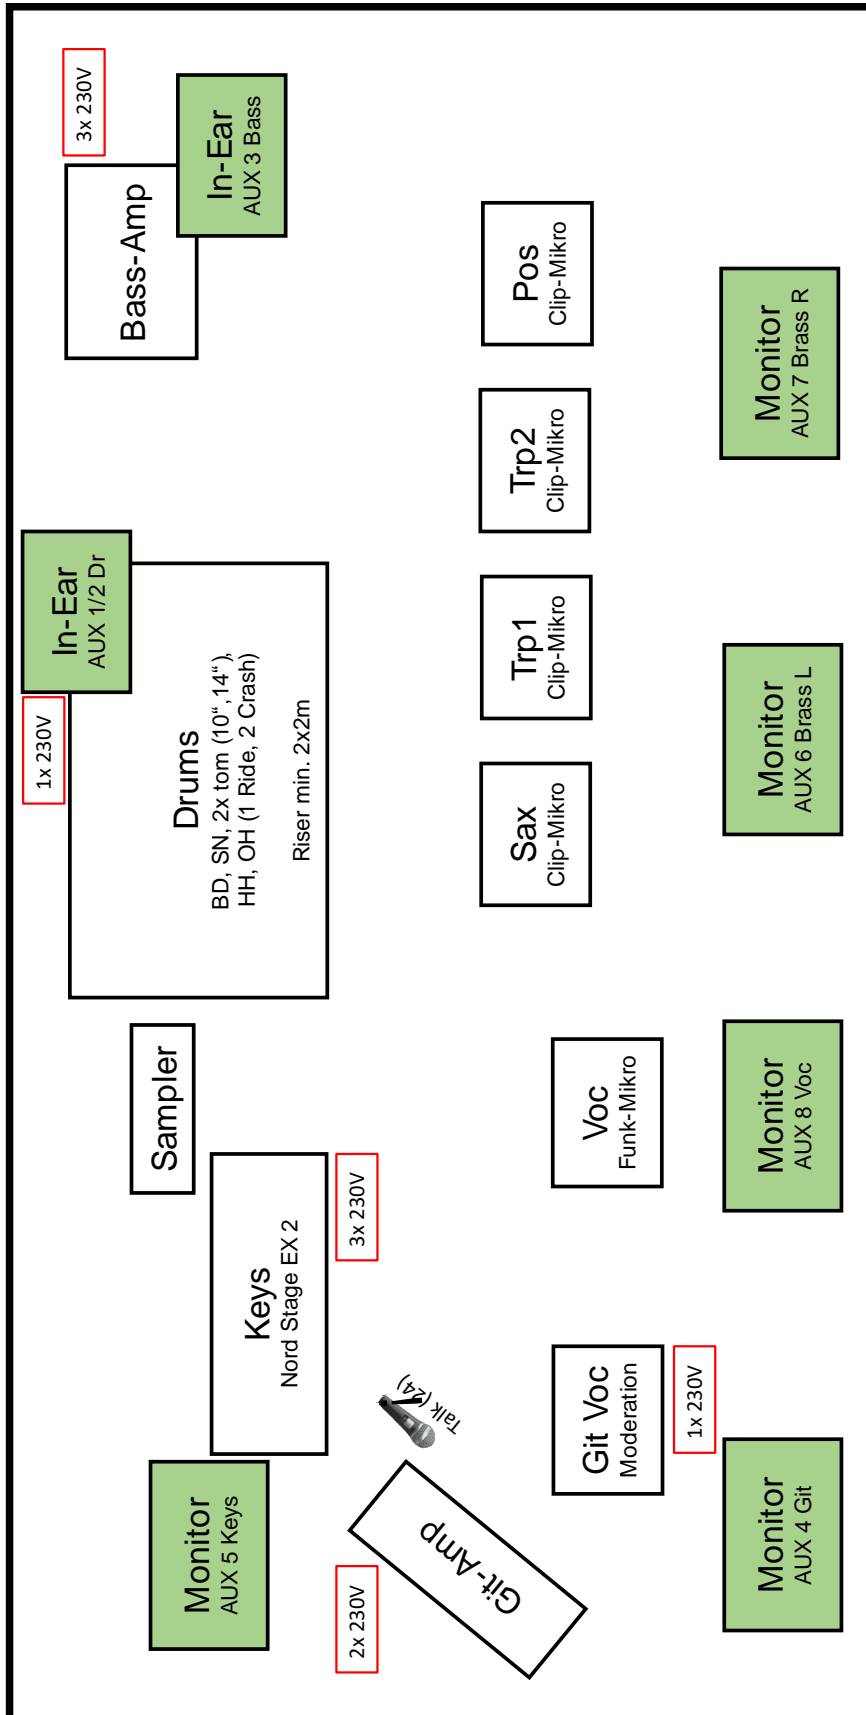 Monitor
AUX 5 Keys
Keys
Nord Stage EX 2
Sampler
1x 230V
In-Ear
AUX 1/2 Dr
Drums
BD, SN, 2x tom (10“,14“),
HH, OH (1 Ride, 2 Crash)
Riser min. 2x2m
Bass-Amp
3x 230V
In-Ear
AUX 3 Bass
2x 230V
3x 230V
Git-Amp
Talk (24)
Git Voc
Moderation
1x 230V
Voc
Funk-Mikro
Sax
Clip-Mikro
Trp1
Clip-Mikro
Trp2
Clip-Mikro
Pos
Clip-Mikro
Monitor
AUX 4 Git
Monitor
AUX 8 Voc
Monitor
AUX 6 Brass L
Monitor
AUX 7 Brass R